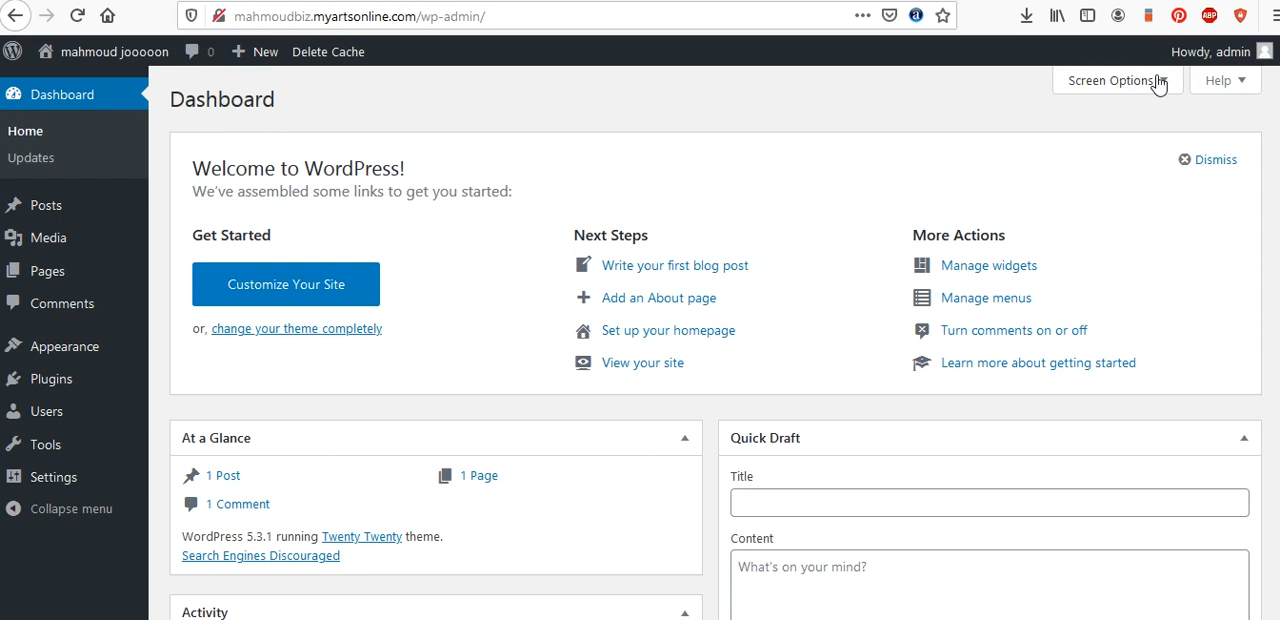 mahmoudbiz.myartsonline.com/wp-admin/
ABP
mahmoud jooooon 0 New Delete Cache Howdy, admin
Screen Options Help
Dashboard
Home
Updates
Posts
Media
Pages
Comments
Appearance
Plugins
Users
Tools
Settings
Collapse menu
Dashboard
Welcome to WordPress!
Dismiss
We've assembled some links to get you started:
Get Started
Customize Your Site
or, change your theme completely
Next Steps
Write your first blog post
Add an About page
Set up your homepage
View your site
More Actions
Manage widgets
Manage menus
Turn comments on or off
Learn more about getting started
At a Glance
1 Post 1 Page
1 Comment
WordPress 5.3.1 running Twenty Twenty theme.
Search Engines Discouraged
Activity
Quick Draft
Title
Content
What's on your mind?